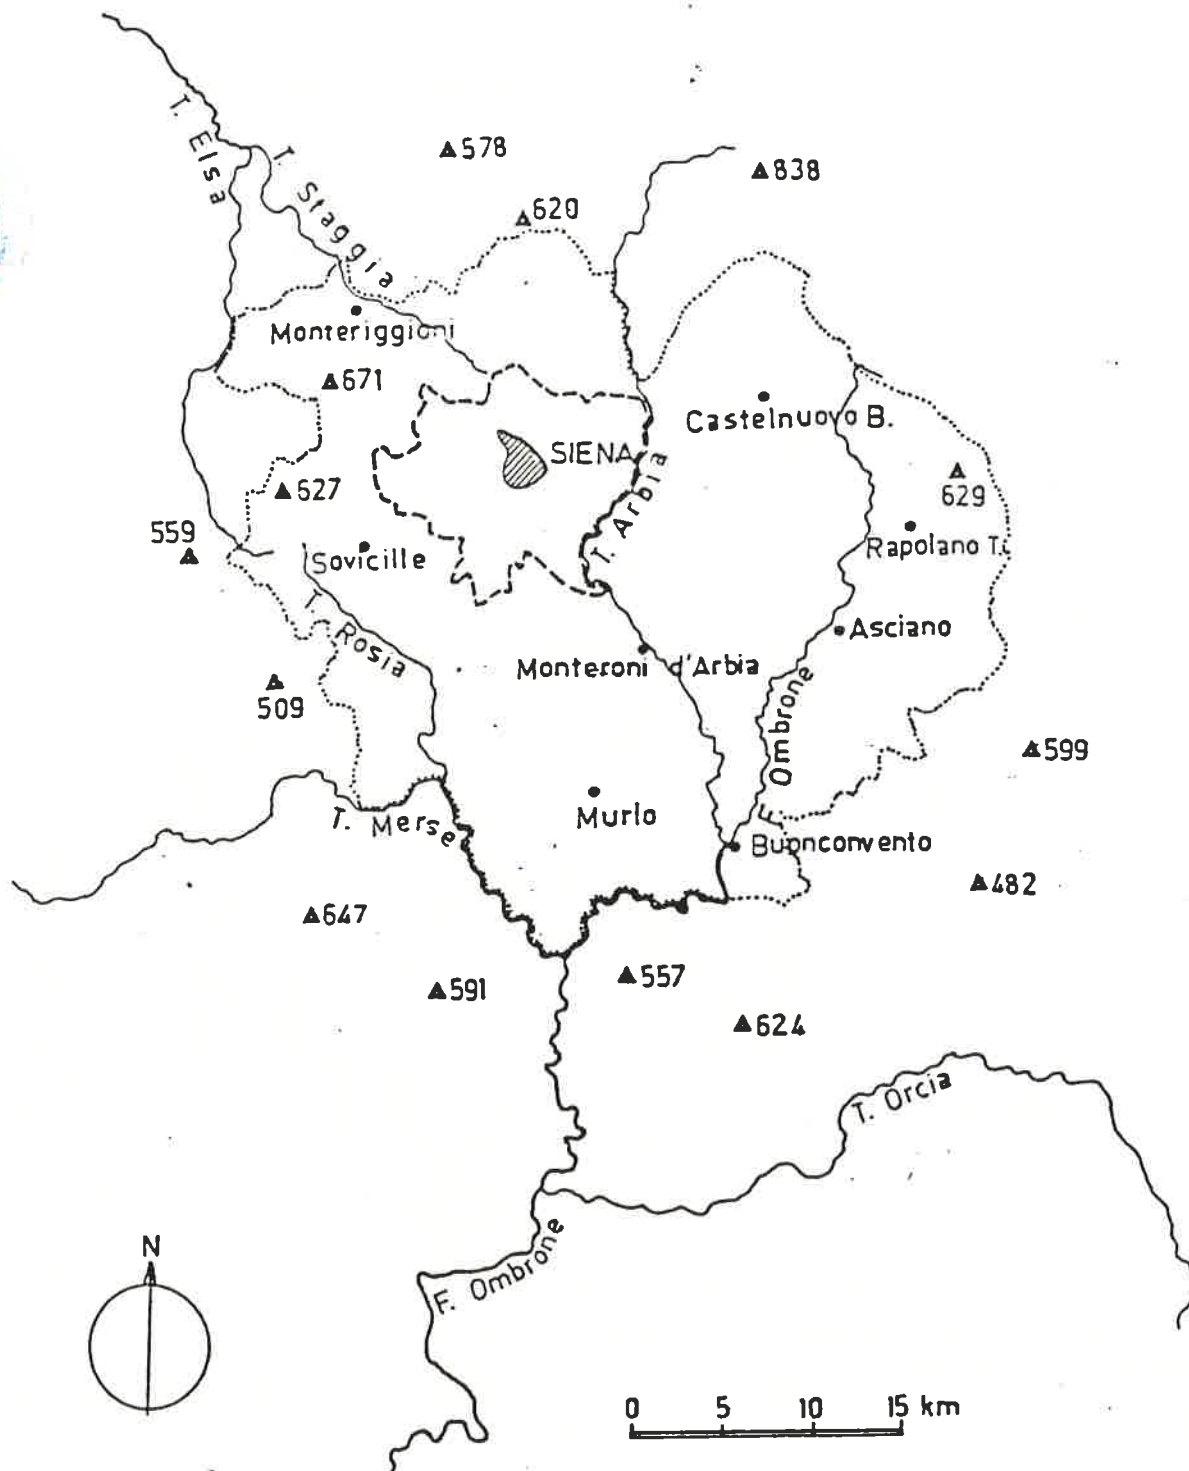 T. Elsa
T. Staggia
578
838
620
Monteriggioni
671
Castelnuovo B.
SIENA
T. Arbia
627
629
559
Sovicille
Rapolano T.
T. Rosia
Asciano
Monteroni d'Arbia
509
F. Ombrone
599
Murlo
T. Merse
Buonconvento
482
647
557
591
624
T. Orcia
F. Ombrone
N
0 5 10 15 km